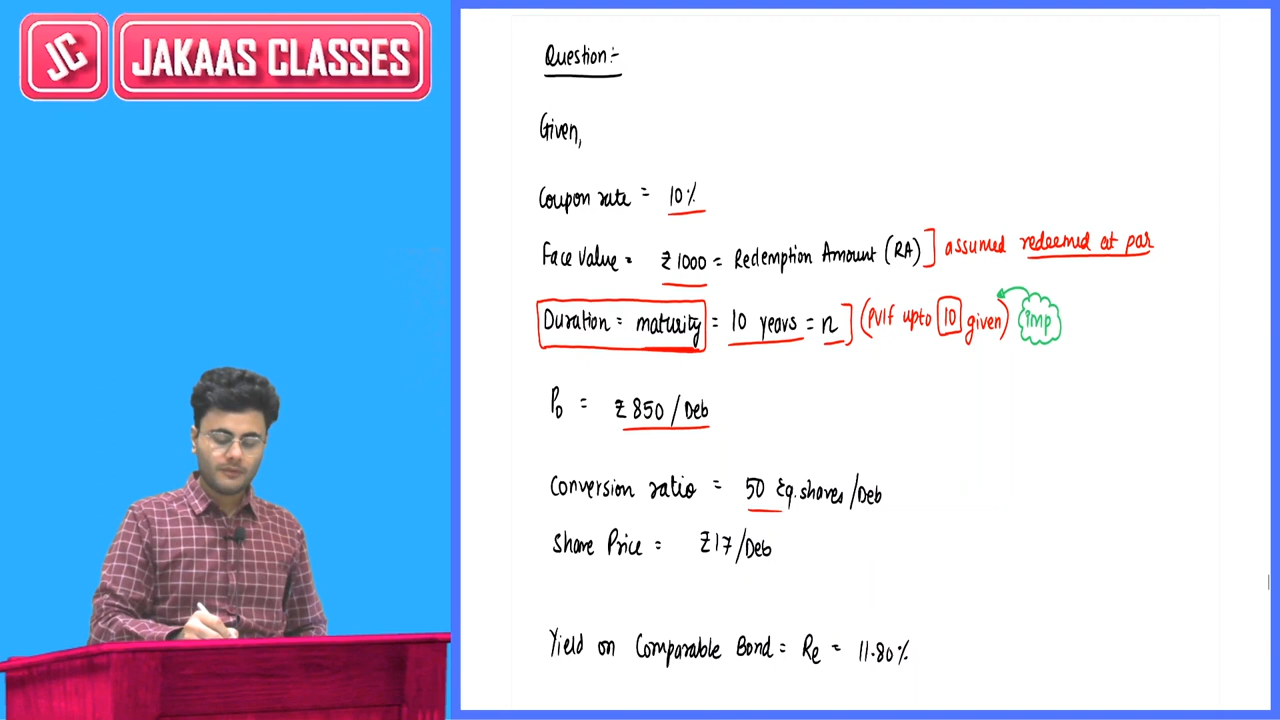 JC
JAKAAS CLASSES
Question:-
Given,
Coupon rate = 10%
Face Value = ₹1000 = Redemption Amount (RA)] assumed redeemed at par
Duration = maturity = 10 years = n] (PVIF upto 10 given) imp
P0 = ₹850/Deb
Conversion ratio = 50 Eq. shares/Deb
Share Price = ₹17/Deb
Yield on Comparable Bond = Re = 11.80%